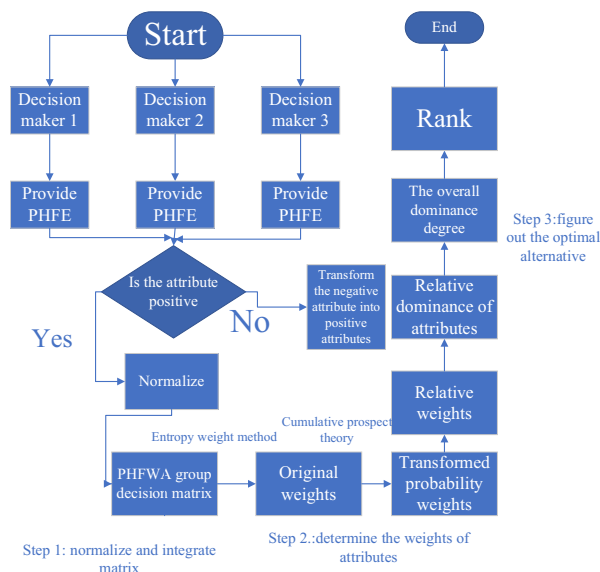 Start
End
Decision
maker 1
Decision
maker 2
Decision
maker 3
Rank
Provide
PHFE
Provide
PHFE
Provide
PHFE
The overall
dominance
degree
Step 3:figure
out the optimal
alternative
Is the attribute
positive
Transform
the negative
attribute into
positive
attributes
Relative
dominance of
attributes
Yes
No
Normalize
Relative
weights
Entropy weight method
Cumulative prospect
theory
PHFWA group
decision matrix
Original
weights
Transformed
probability
weights
Step 1: normalize and integrate
matrix
Step 2.:determine the weights of
attributes